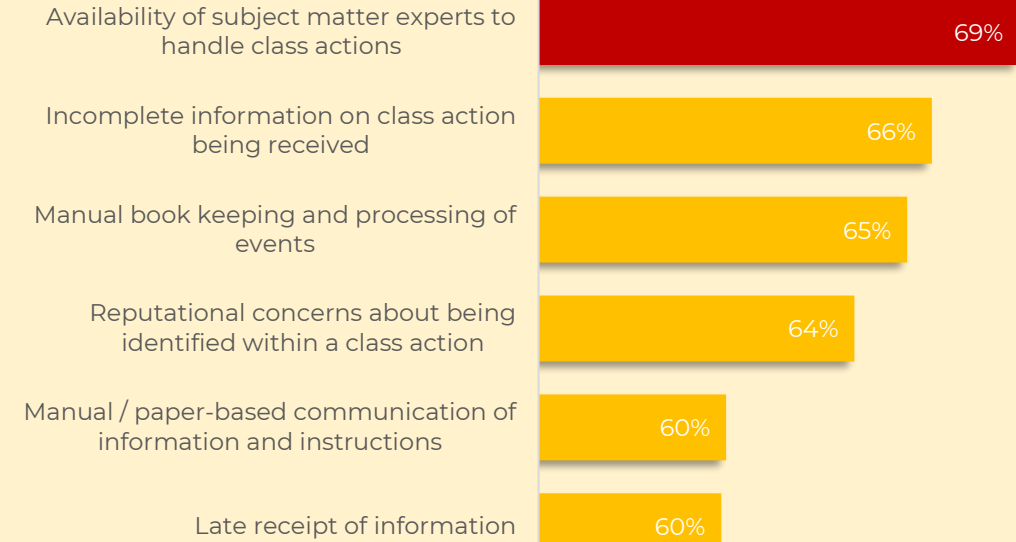 Availability of subject matter experts to
handle class actions
69%
Incomplete information on class action
being received
66%
Manual book keeping and processing of
events
65%
Reputational concerns about being
identified within a class action
64%
Manual / paper-based communication of
information and instructions
60%
Late receipt of information
60%